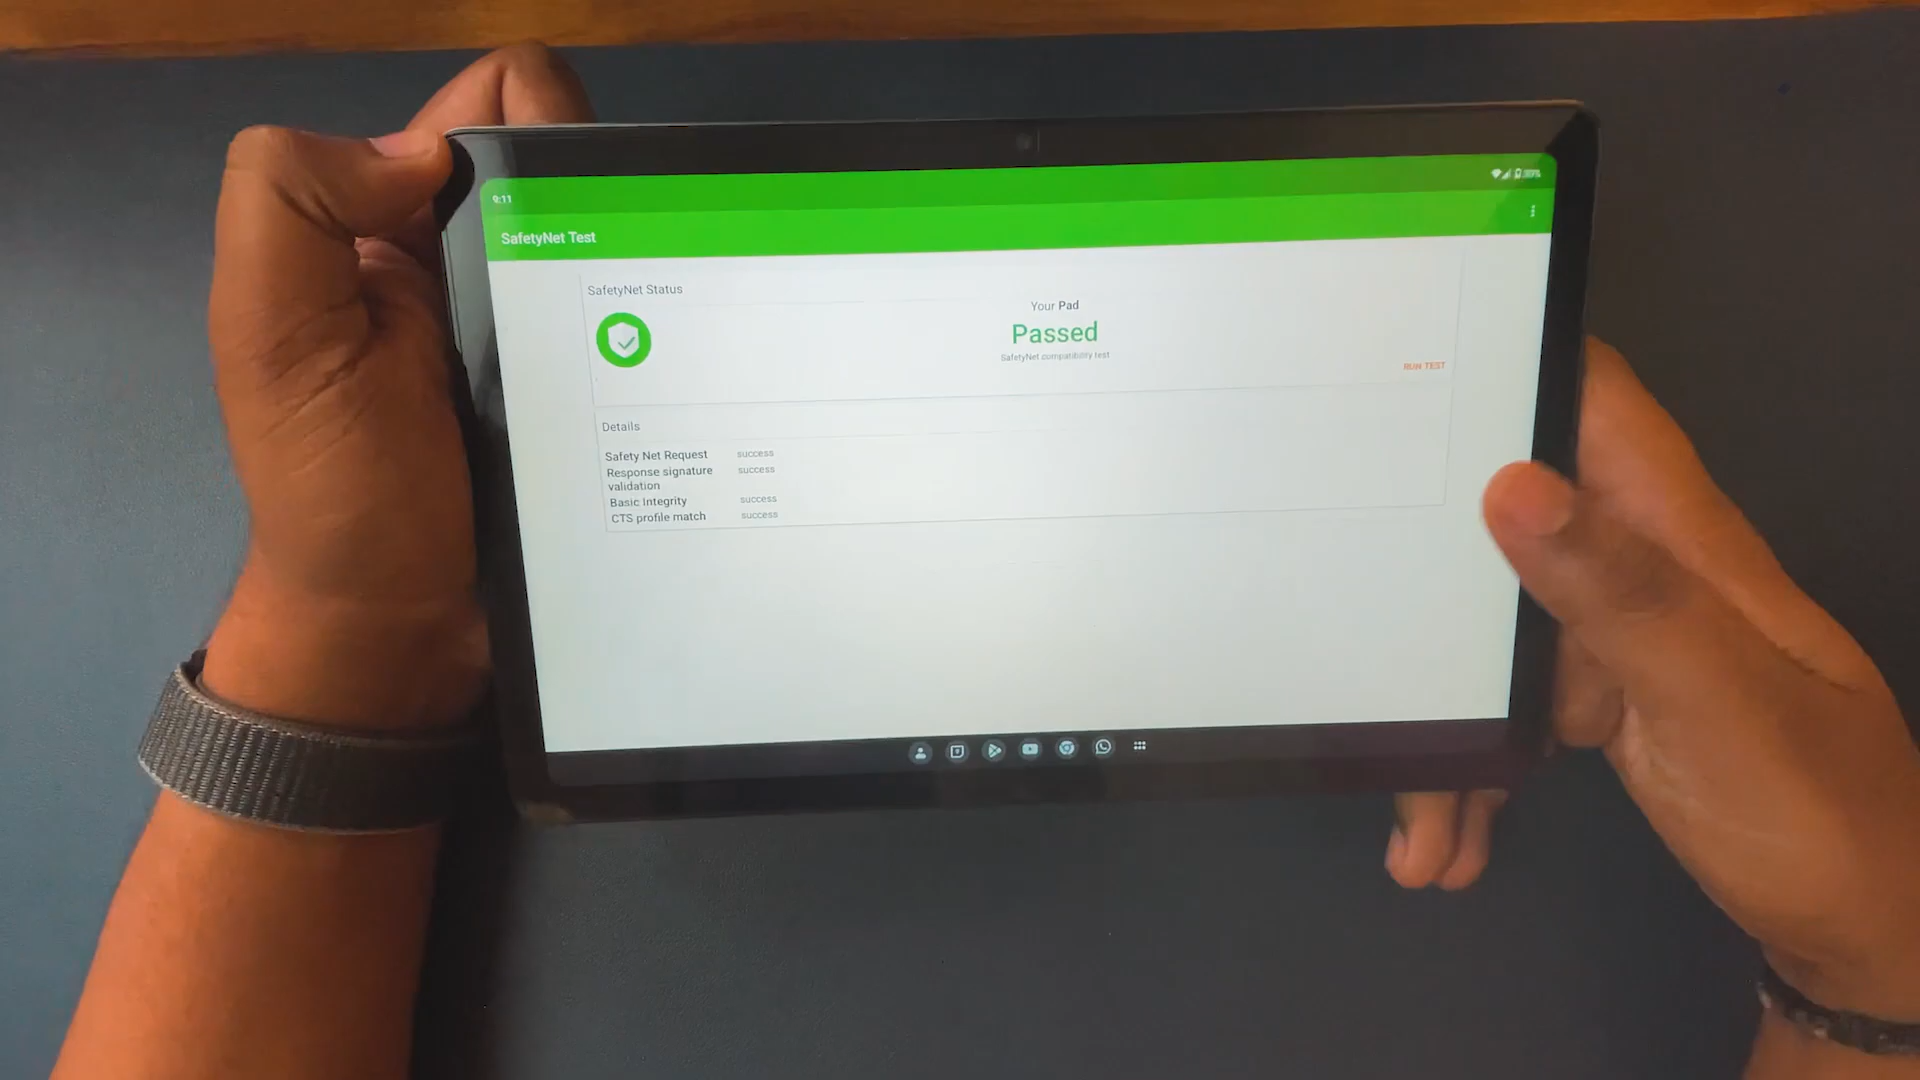 9:11
SafetyNet Test
SafetyNet Status
Your Pad
Passed
SafetyNet compatibility test
RUN TEST
Details
Safety Net Request success
Response signature success
validation
Basic Integrity success
CTS profile match success